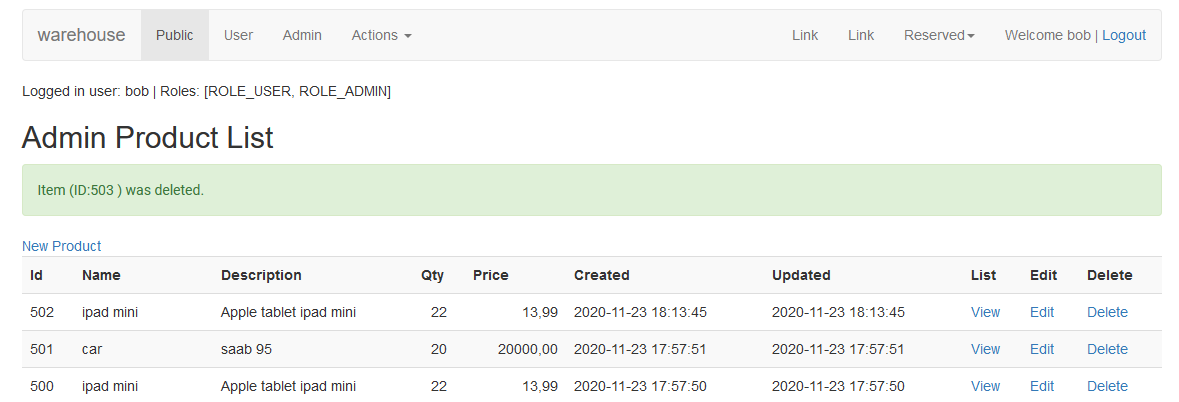 warehouse Public User Admin Actions Link Link Reserved Welcome bob | Logout
Logged in user: bob | Roles: [ROLE_USER, ROLE_ADMIN]
Admin Product List
Item (ID:503 ) was deleted.
New Product
Id Name Description Qty Price Created Updated List Edit Delete
502 ipad mini Apple tablet ipad mini 22 13,99 2020-11-23 18:13:45 2020-11-23 18:13:45 View Edit Delete
501 car saab 95 20 20000,00 2020-11-23 17:57:51 2020-11-23 17:57:51 View Edit Delete
500 ipad mini Apple tablet ipad mini 22 13,99 2020-11-23 17:57:50 2020-11-23 17:57:50 View Edit Delete